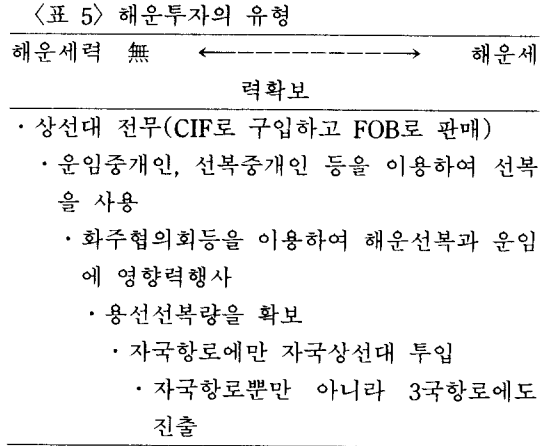 〈표 5〉 해운투자의 유형
해운세력 無 ←――――――――→ 해운세
력확보
· 상선대 전무(CIF로 구입하고 FOB로 판매)
· 운임중개인, 선복중개인 등을 이용하여 선복
을 사용
· 화주협의회등을 이용하여 해운선복과 운임
에 영향력행사
· 용선선복량을 확보
· 자국항로에만 자국상선대 투입
· 자국항로뿐만 아니라 3국항로에도
진출